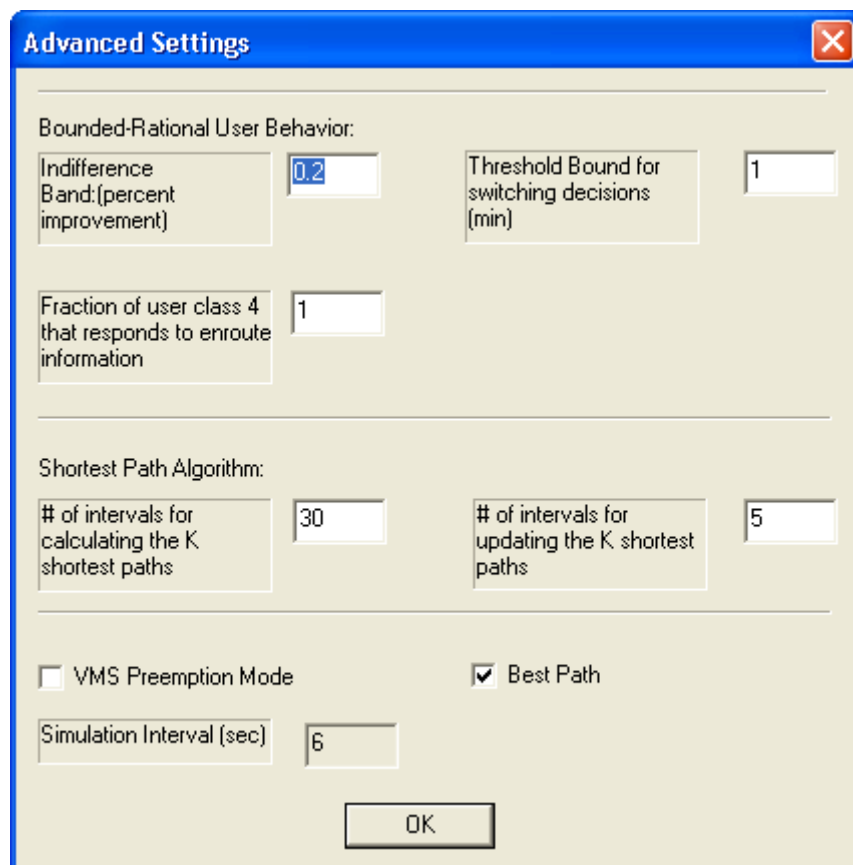 Advanced Settings
Bounded-Rational User Behavior:
Indifference
Band:(percent
improvement)
0.2
Threshold Bound for
switching decisions
(min)
1
Fraction of user class 4
that responds to enroute
information
1
Shortest Path Algorithm:
# of intervals for
calculating the K
shortest paths
30
# of intervals for
updating the K shortest
paths
5
VMS Preemption Mode
Best Path
Simulation Interval (sec)
6
OK